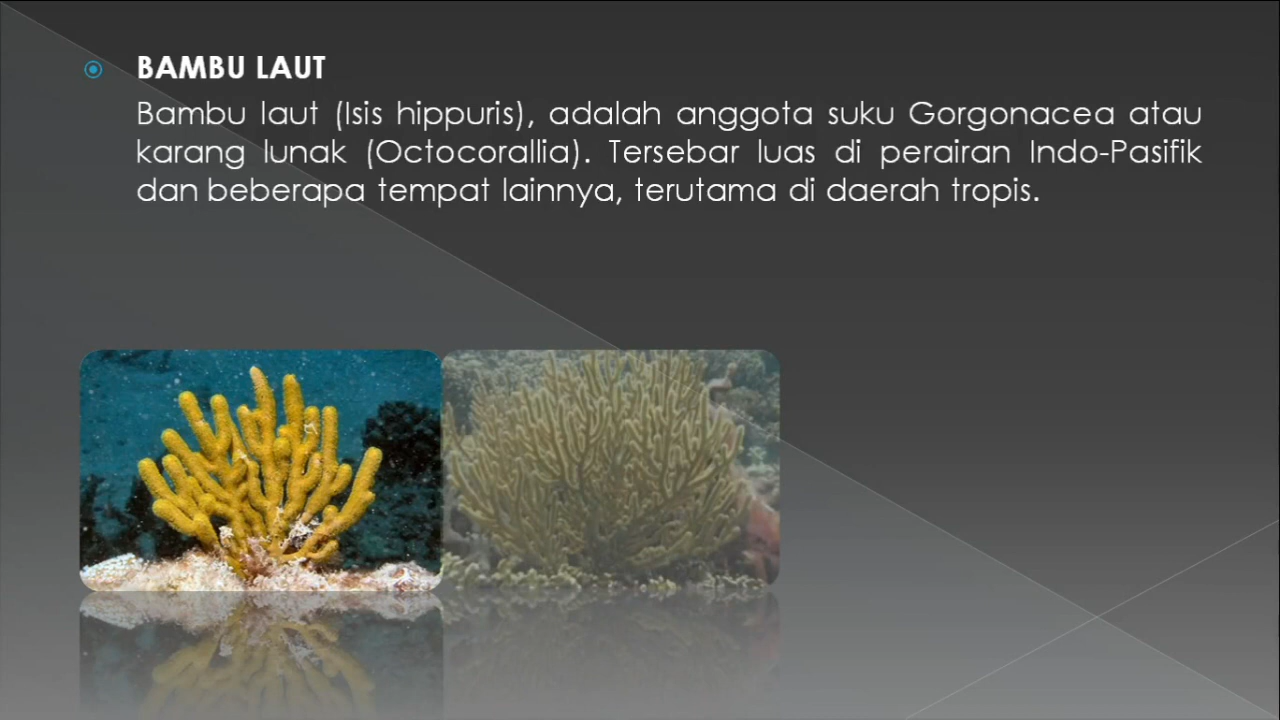 BAMBU LAUT
Bambu laut (Isis hippuris), adalah anggota suku Gorgonacea atau
karang lunak (Octocorallia). Tersebar luas di perairan Indo-Pasifik
dan beberapa tempat lainnya, terutama di daerah tropis.